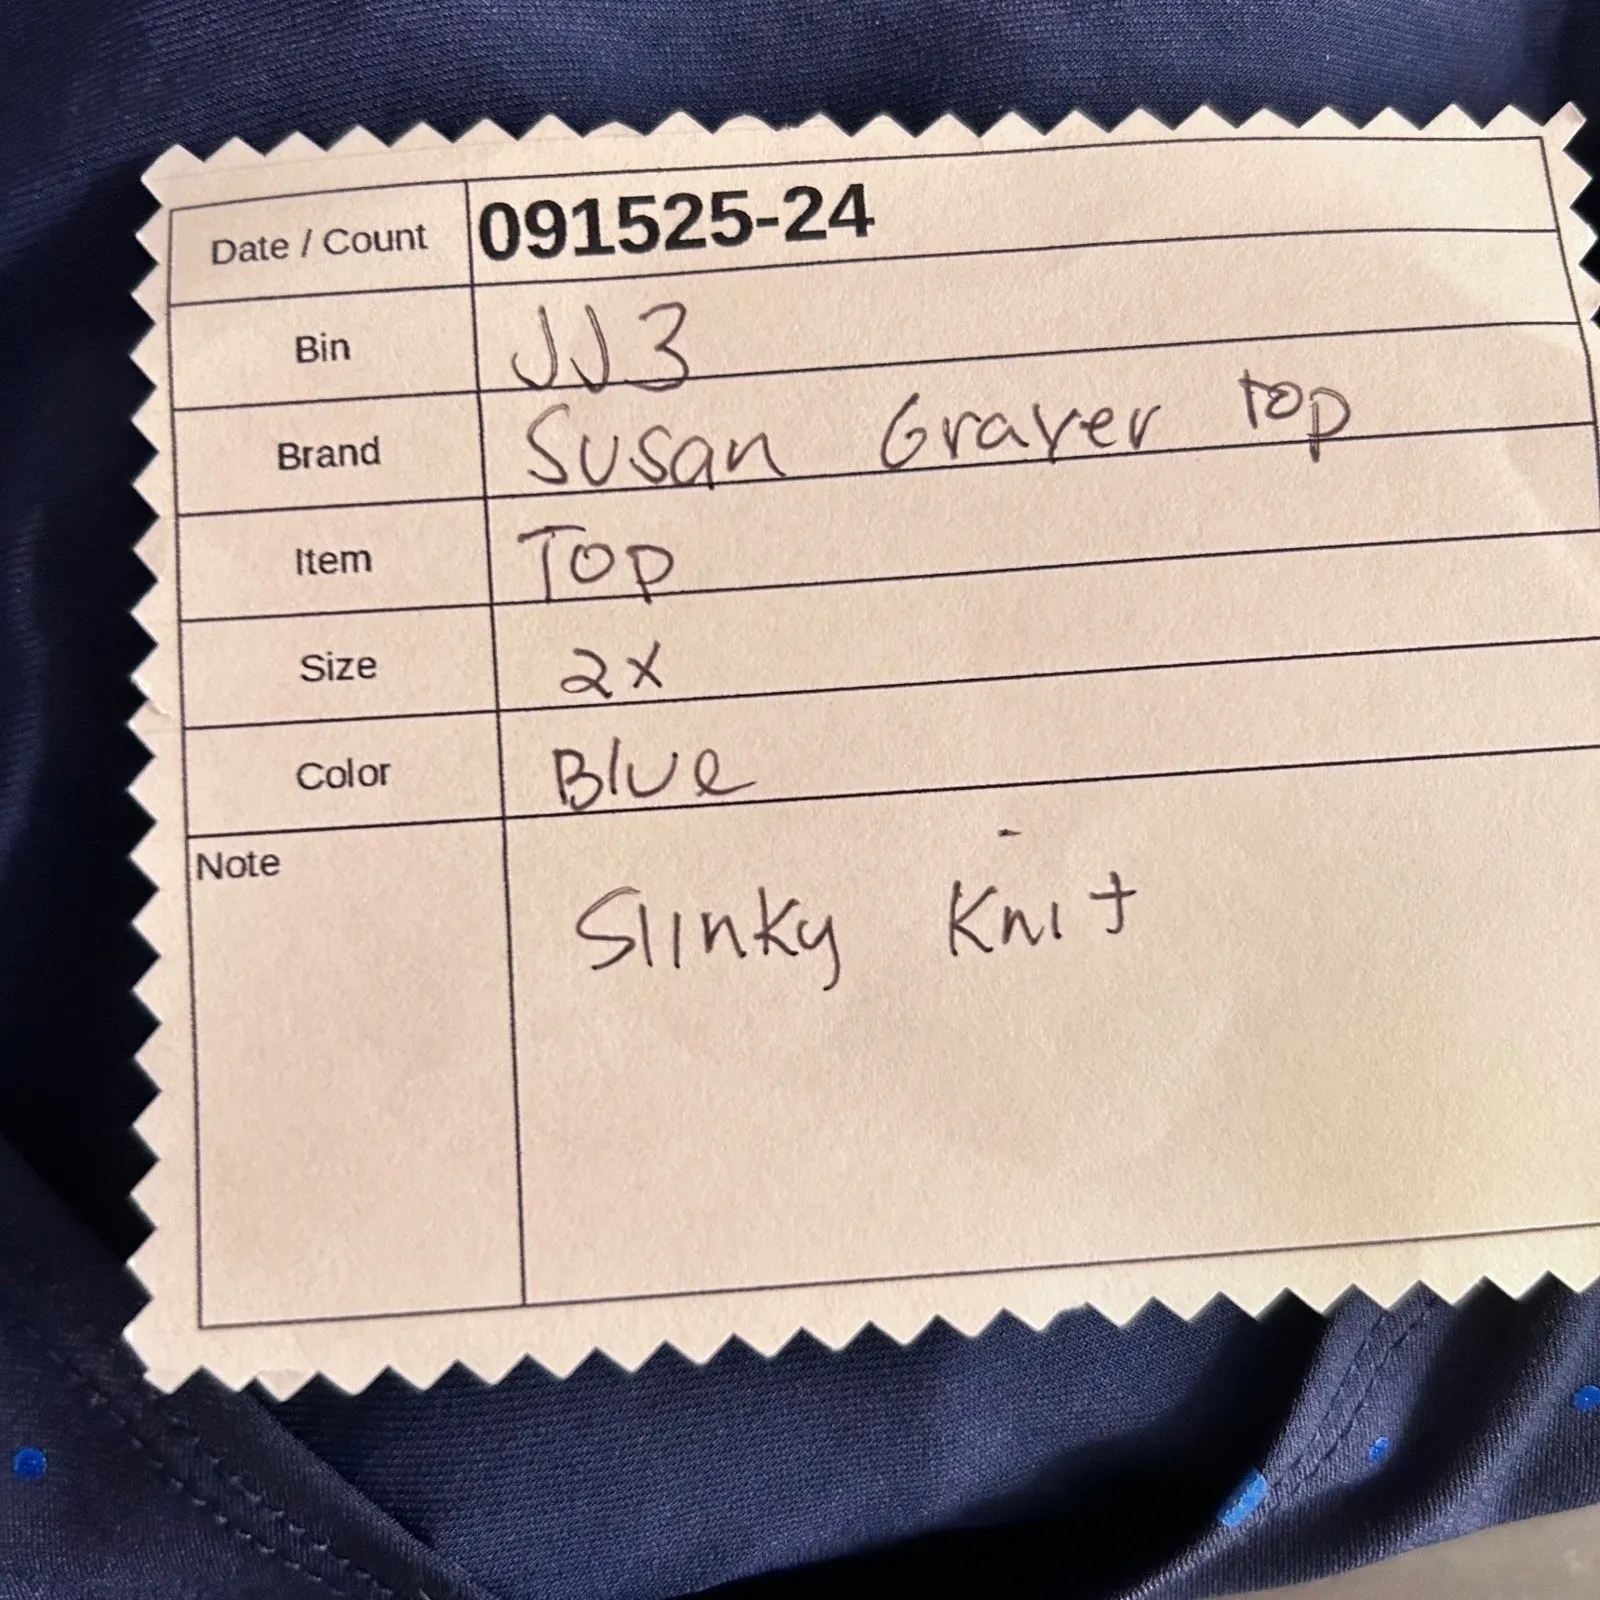 Date / Count 091525-24
Bin JJ3
Brand Susan Graver top
Item Top
Size 2x
Color Blue
Note
Slinky Knit